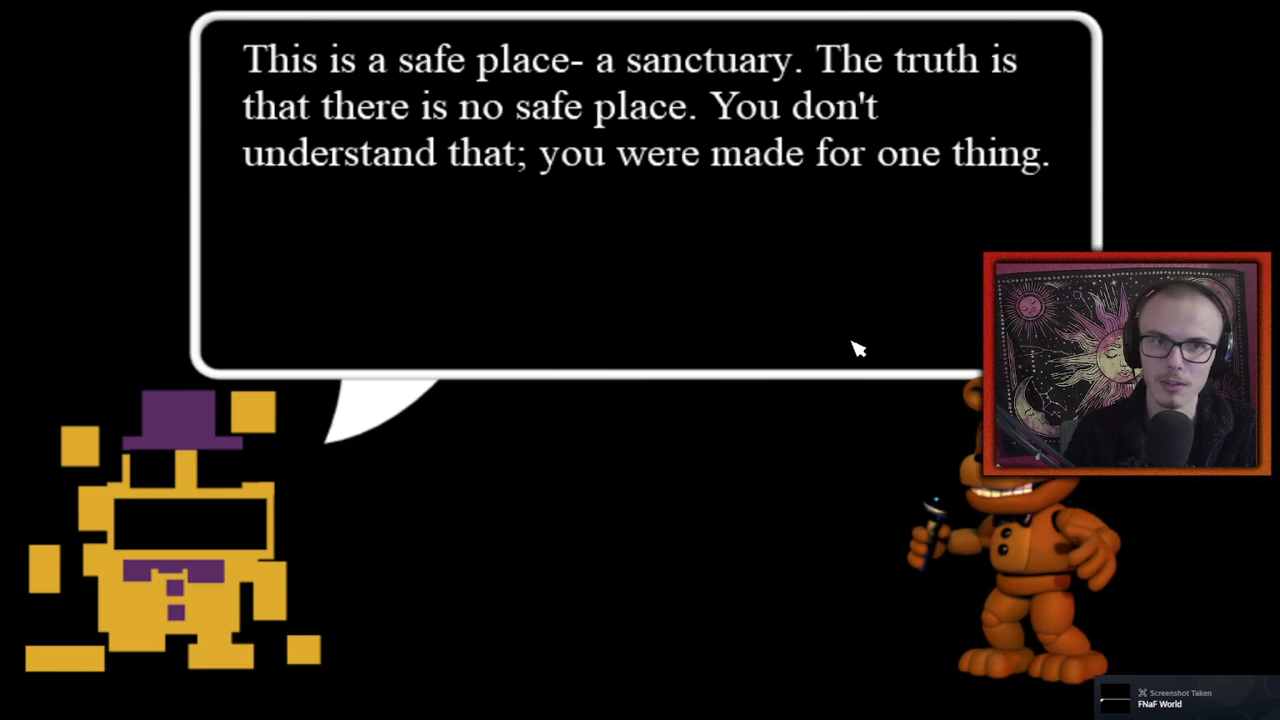 This is a safe place- a sanctuary. The truth is
that there is no safe place. You don't
understand that; you were made for one thing.
Screenshot Taken
FNaF World